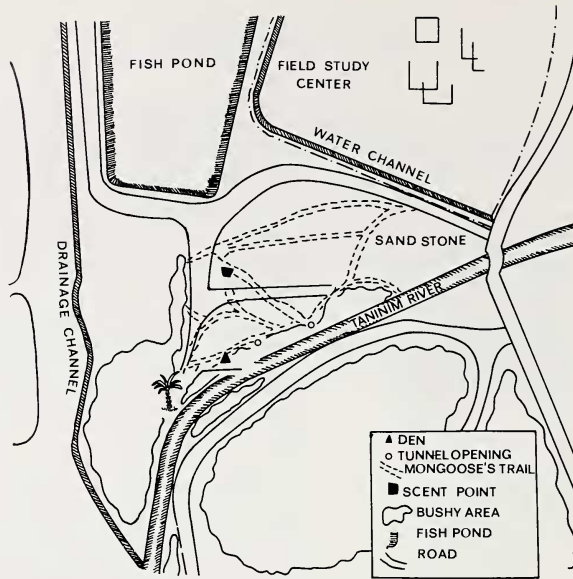 FISH POND
FIELD STUDY
CENTER
WATER CHANNEL
SAND STONE
DRAINAGE CHANNEL
TANINIM RIVER
DEN
TUNNEL OPENING
MONGOOSE'S TRAIL
SCENT POINT
BUSHY AREA
FISH POND
ROAD